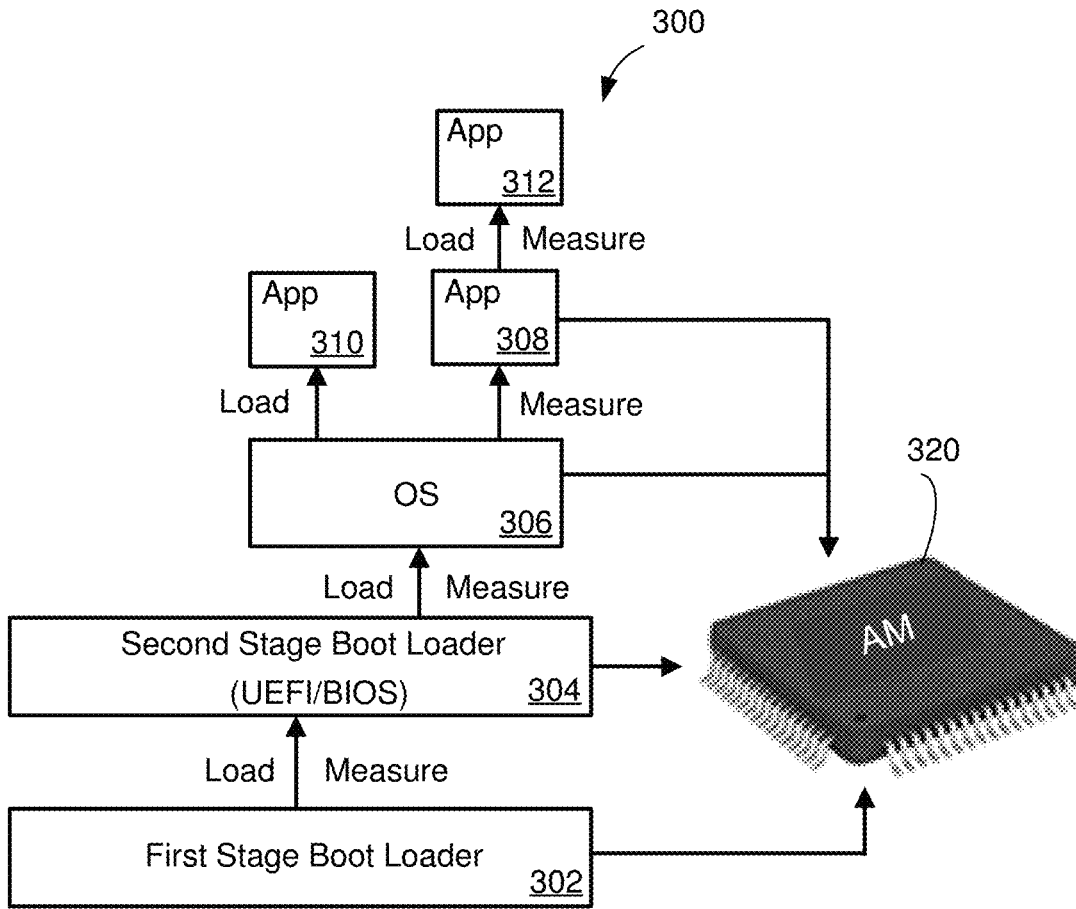 300
App
312
Load Measure
App
310
App
308
Load
Measure
320
OS
306
Load Measure
AM
Second Stage Boot Loader
(UEFI/BIOS)
304
Load Measure
First Stage Boot Loader
302